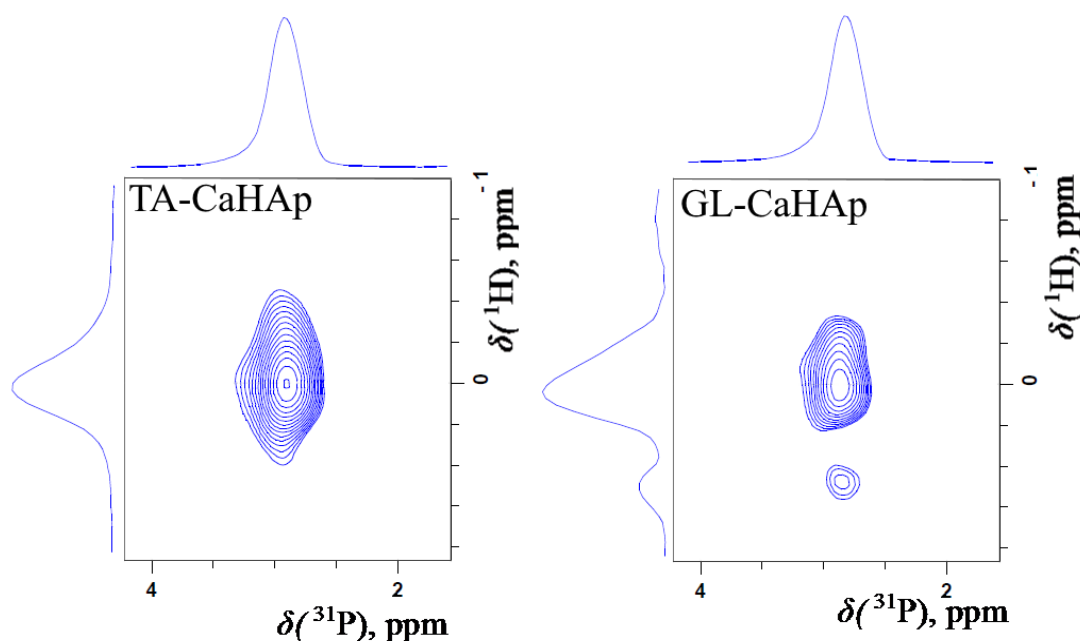 TA-CaHAp
- 1
0
δ(¹H), ppm
4
2
δ(³¹P), ppm
GL-CaHAp
- 1
0
δ(¹H), ppm
4
2
δ(³¹P), ppm